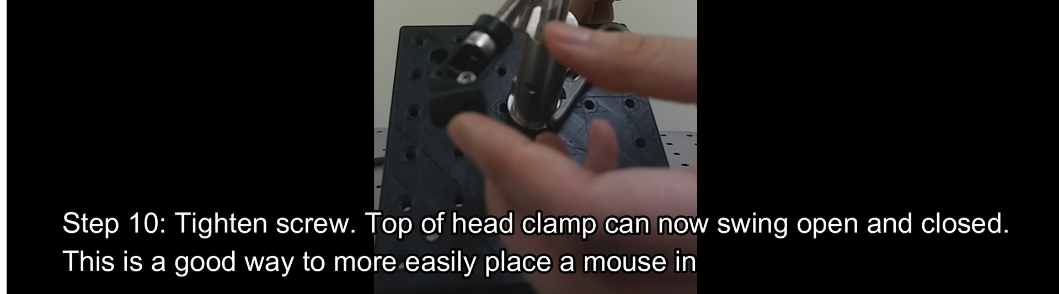 Step 10: Tighten screw. Top of head clamp can now swing open and closed.
This is a good way to more easily place a mouse in